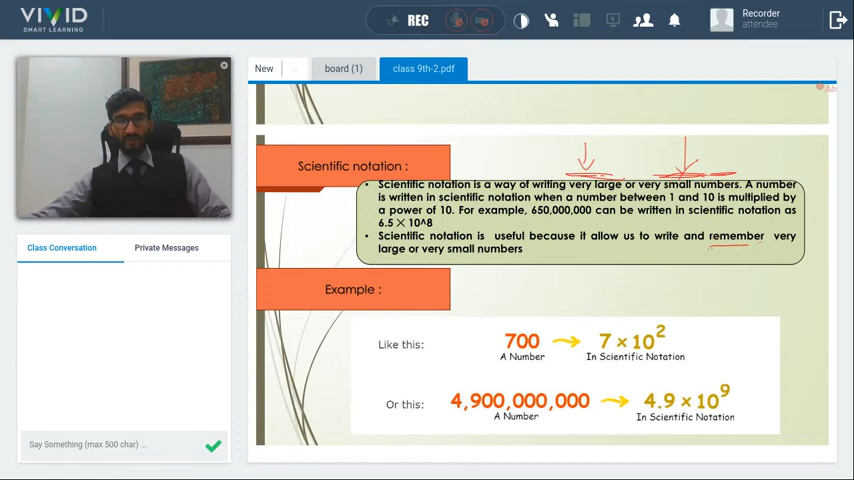 VIVID
SMART LEARNING
REC
Recorder
attendee
New
board (1)
class 9th-2.pdf
Ab
Scientific notation :
• Scientific notation is a way of writing very large or very small numbers. A number
is written in scientific notation when a number between 1 and 10 is multiplied by
a power of 10. For example, 650,000,000 can be written in scientific notation as
6.5 × 10^8
• Scientific notation is useful because it allow us to write and remember very
large or very small numbers
Class Conversation
Private Messages
Example :
Like this:
700 → 7 × 10²
A Number In Scientific Notation
Or this:
4,900,000,000 → 4.9 × 10⁹
A Number In Scientific Notation
Say Something (max 500 char) ...